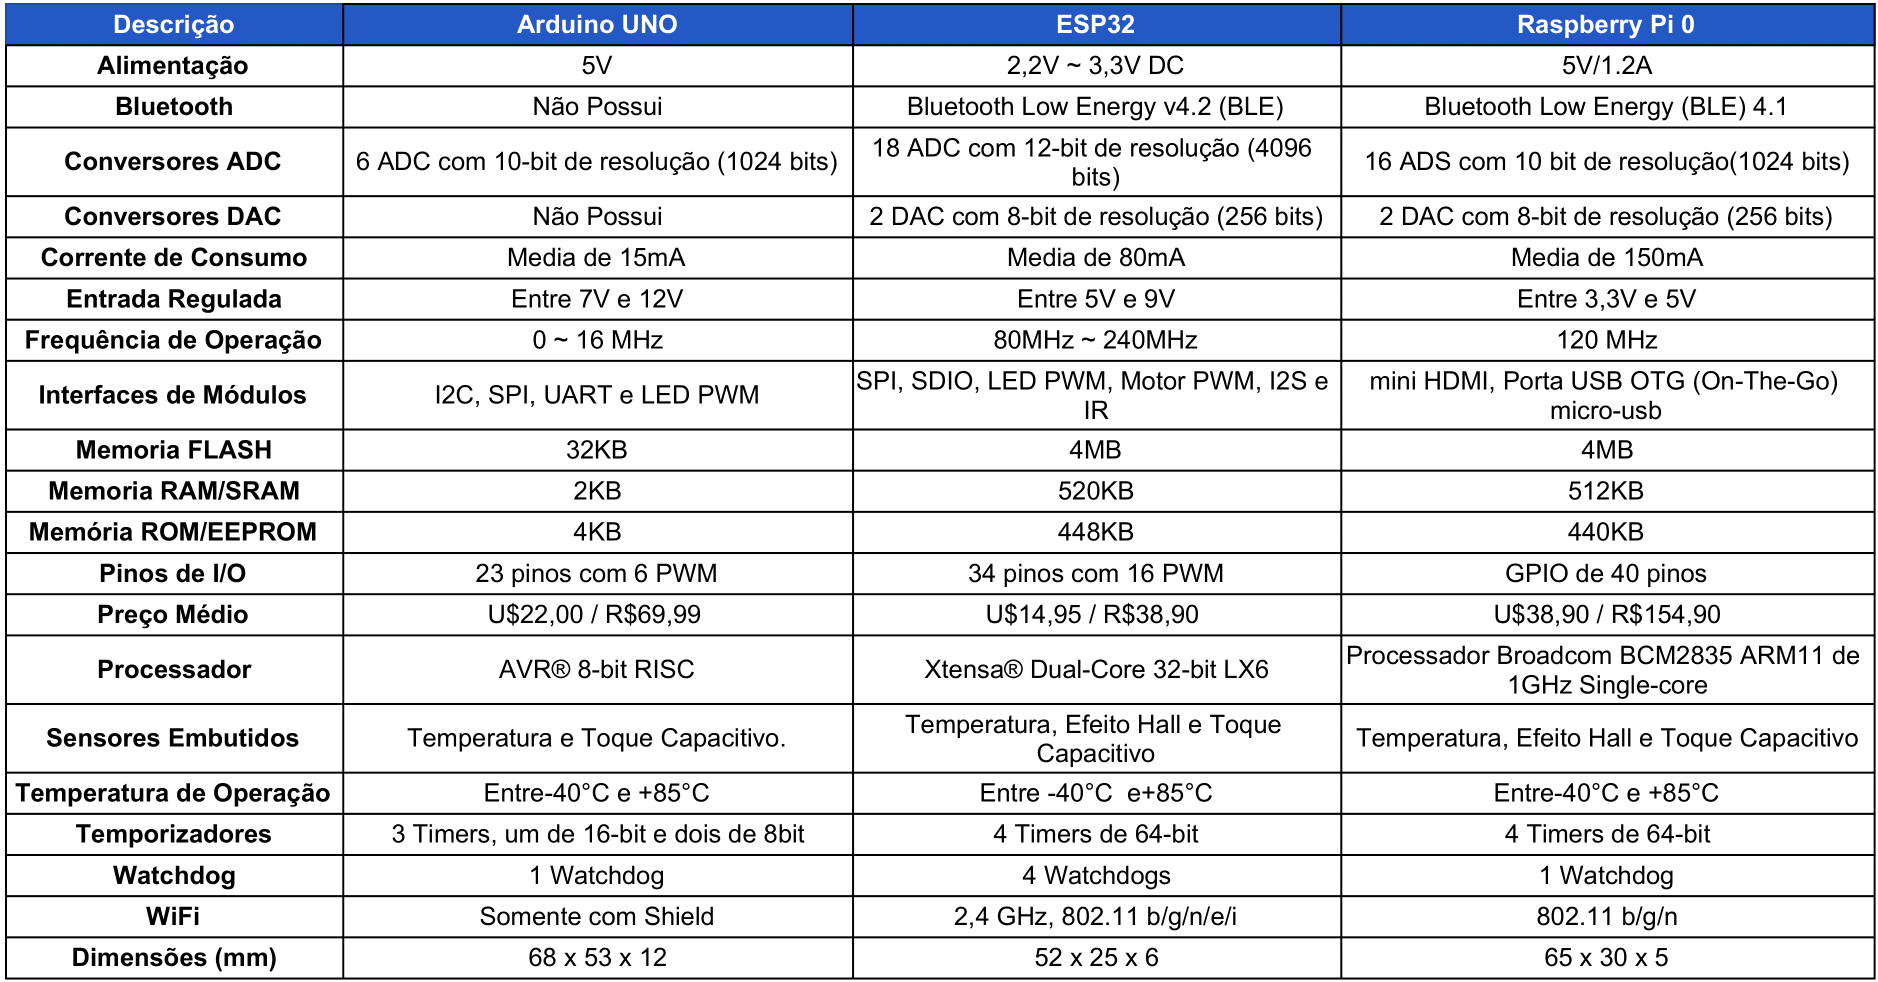 Descrição Arduino UNO ESP32 Raspberry Pi 0
Alimentação 5V 2,2V ~ 3,3V DC 5V/1.2A
Bluetooth Não Possui Bluetooth Low Energy v4.2 (BLE) Bluetooth Low Energy (BLE) 4.1
Conversores ADC 6 ADC com 10-bit de resolução (1024 bits) 18 ADC com 12-bit de resolução (4096
bits) 16 ADS com 10 bit de resolução(1024 bits)
Conversores DAC Não Possui 2 DAC com 8-bit de resolução (256 bits) 2 DAC com 8-bit de resolução (256 bits)
Corrente de Consumo Media de 15mA Media de 80mA Media de 150mA
Entrada Regulada Entre 7V e 12V Entre 5V e 9V Entre 3,3V e 5V
Frequência de Operação 0 ~ 16 MHz 80MHz ~ 240MHz 120 MHz
Interfaces de Módulos I2C, SPI, UART e LED PWM SPI, SDIO, LED PWM, Motor PWM, I2S e
IR mini HDMI, Porta USB OTG (On-The-Go)
micro-usb
Memoria FLASH 32KB 4MB 4MB
Memoria RAM/SRAM 2KB 520KB 512KB
Memória ROM/EEPROM 4KB 448KB 440KB
Pinos de I/O 23 pinos com 6 PWM 34 pinos com 16 PWM GPIO de 40 pinos
Preço Médio U$22,00 / R$69,99 U$14,95 / R$38,90 U$38,90 / R$154,90
Processador AVR® 8-bit RISC Xtensa® Dual-Core 32-bit LX6 Processador Broadcom BCM2835 ARM11 de
1GHz Single-core
Sensores Embutidos Temperatura e Toque Capacitivo. Temperatura, Efeito Hall e Toque
Capacitivo Temperatura, Efeito Hall e Toque Capacitivo
Temperatura de Operação Entre-40°C e +85°C Entre -40°C e+85°C Entre-40°C e +85°C
Temporizadores 3 Timers, um de 16-bit e dois de 8bit 4 Timers de 64-bit 4 Timers de 64-bit
Watchdog 1 Watchdog 4 Watchdogs 1 Watchdog
WiFi Somente com Shield 2,4 GHz, 802.11 b/g/n/e/i 802.11 b/g/n
Dimensões (mm) 68 x 53 x 12 52 x 25 x 6 65 x 30 x 5